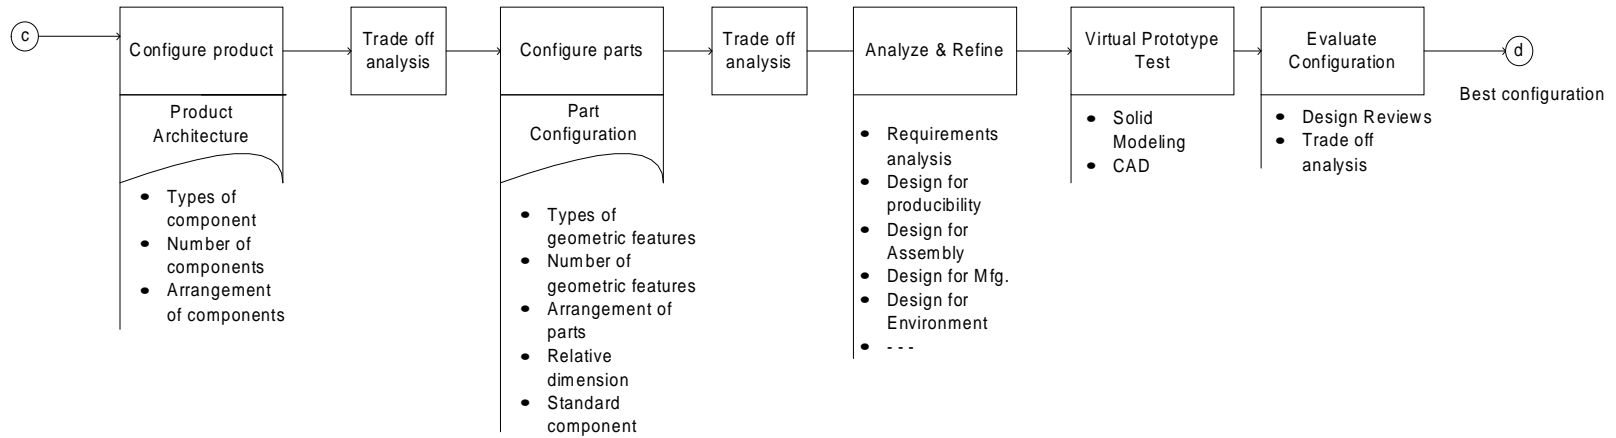 c
Configure product
Product
Architecture
• Types of
component
• Number of
components
• Arrangement
of components
Trade off
analysis
Configure parts
Part
Configuration
• Types of
geometric features
• Number of
geometric features
• Arrangement of
parts
• Relative
dimension
• Standard
component
Trade off
analysis
Analyze & Refine
• Requirements
analysis
• Design for
producibility
• Design for
Assembly
• Design for Mfg.
• Design for
Environment
• - - -
Virtual Prototype
Test
• Solid
Modeling
• CAD
Evaluate
Configuration
• Design Reviews
• Trade off
analysis
d
Best configuration